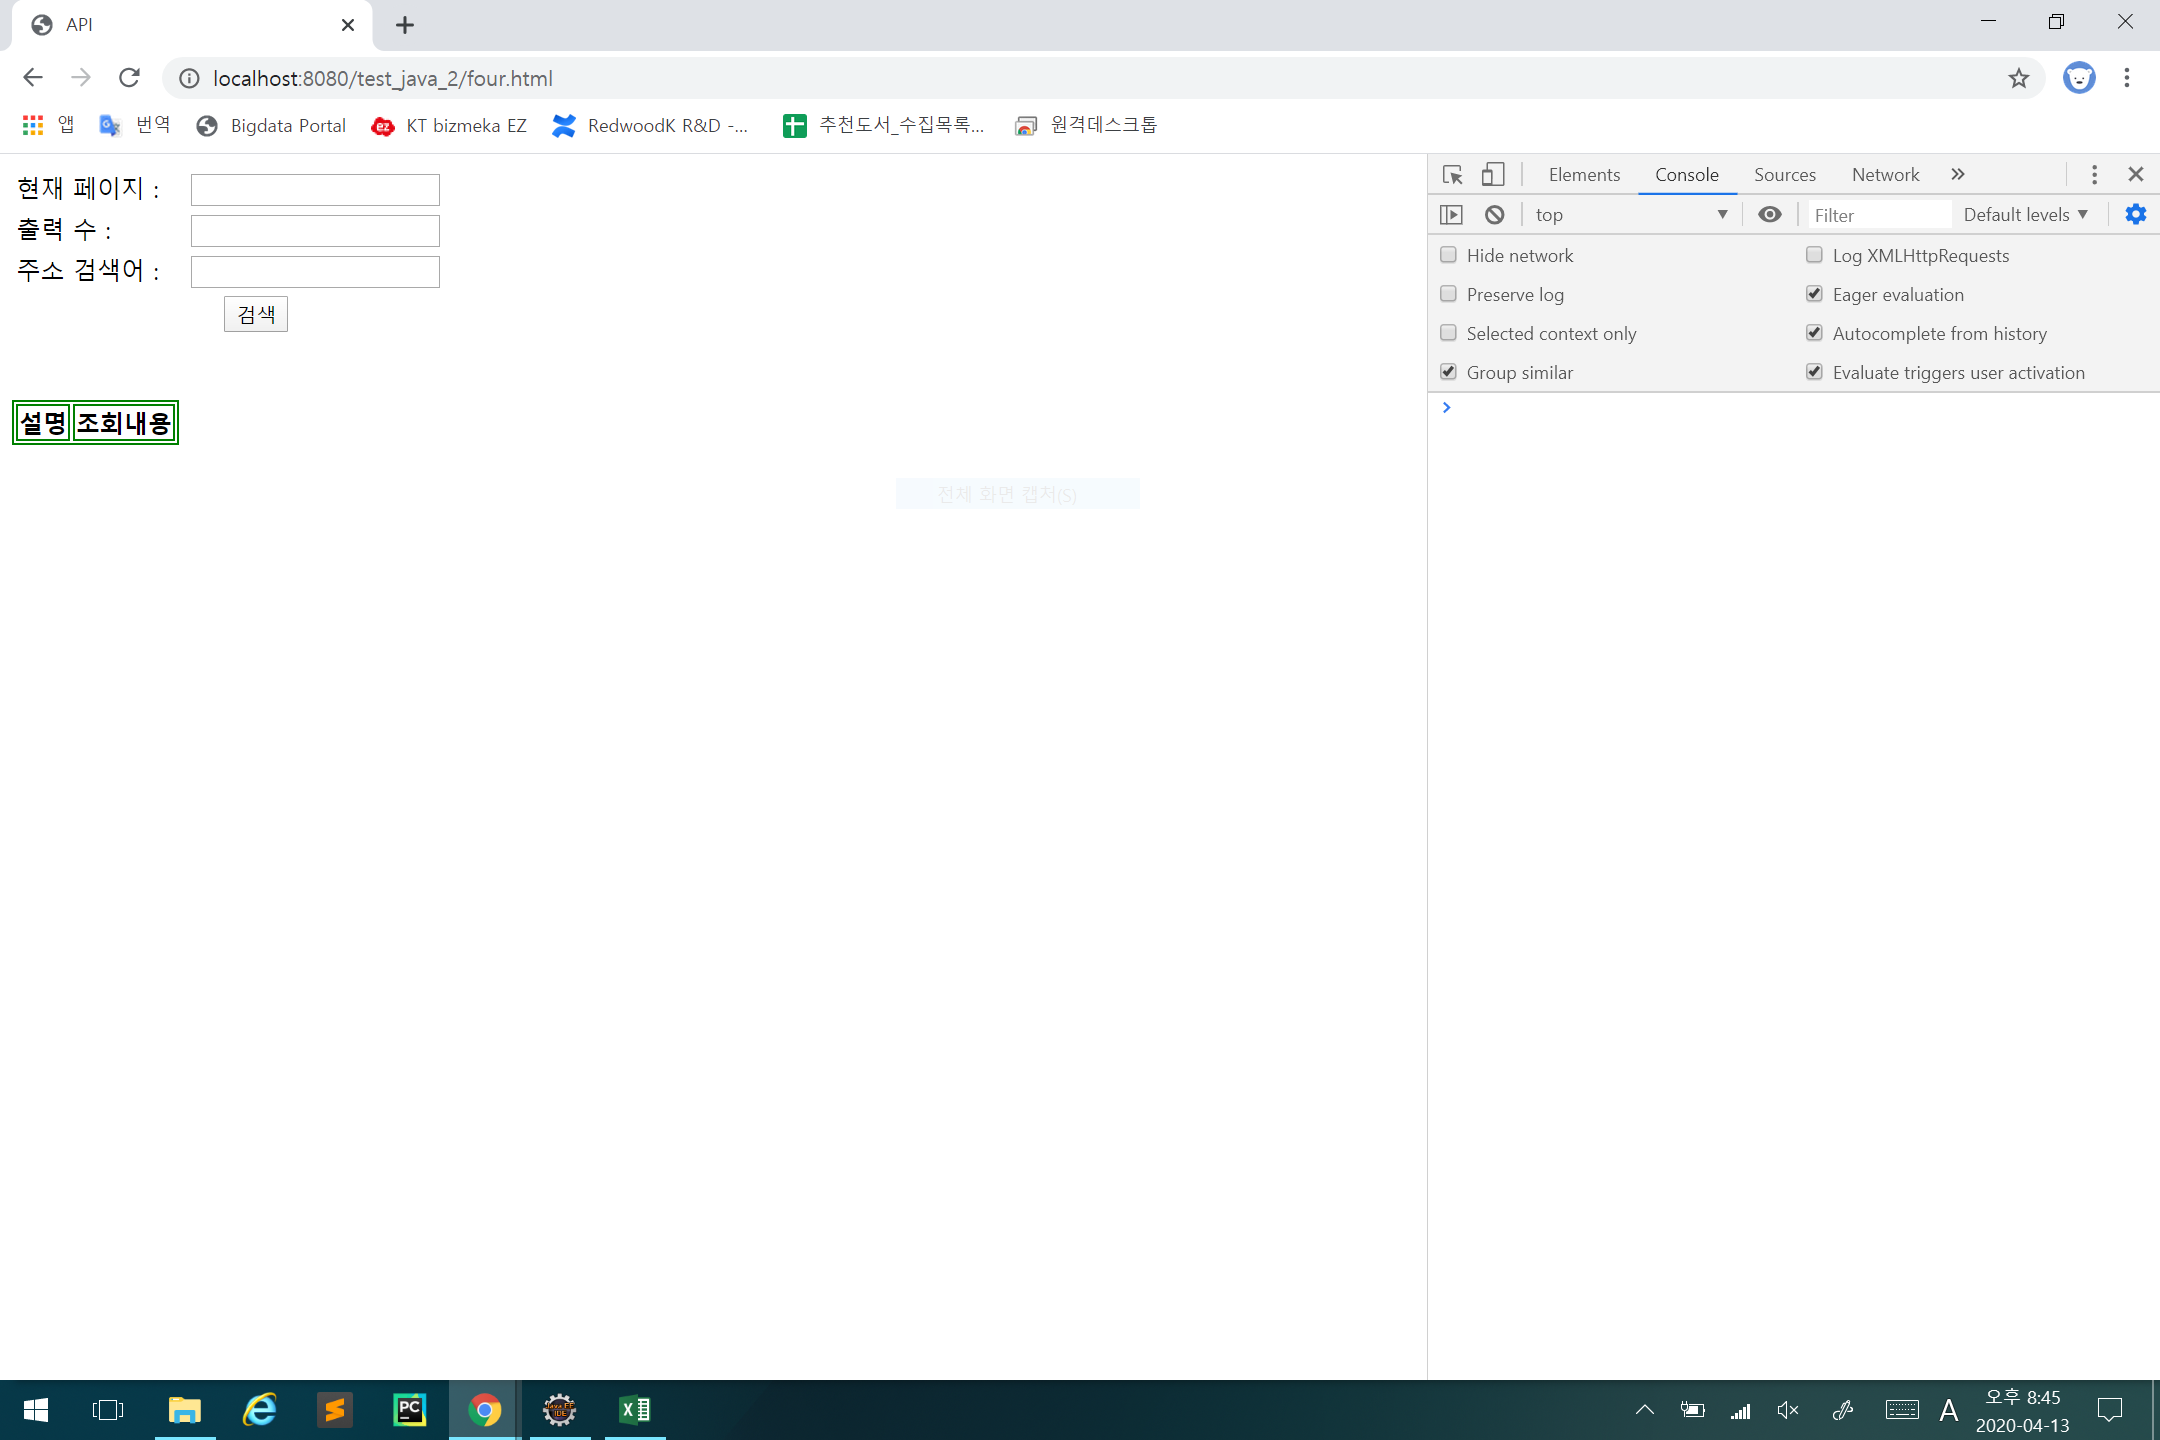 API
localhost:8080/test_java_2/four.html
앱 번역 Bigdata Portal KT bizmeka EZ RedwoodK R&D -... 추천도서_수집목록... 원격데스크톱
현재 페이지 :
출력 수 :
주소 검색어 :
검색
설명 조회내용
전체 화면 캡처(S)
Elements Console Sources Network
top Filter Default levels
Hide network Log XMLHttpRequests
Preserve log Eager evaluation
Selected context only Autocomplete from history
Group similar Evaluate triggers user activation
A 오후 8:45
2020-04-13